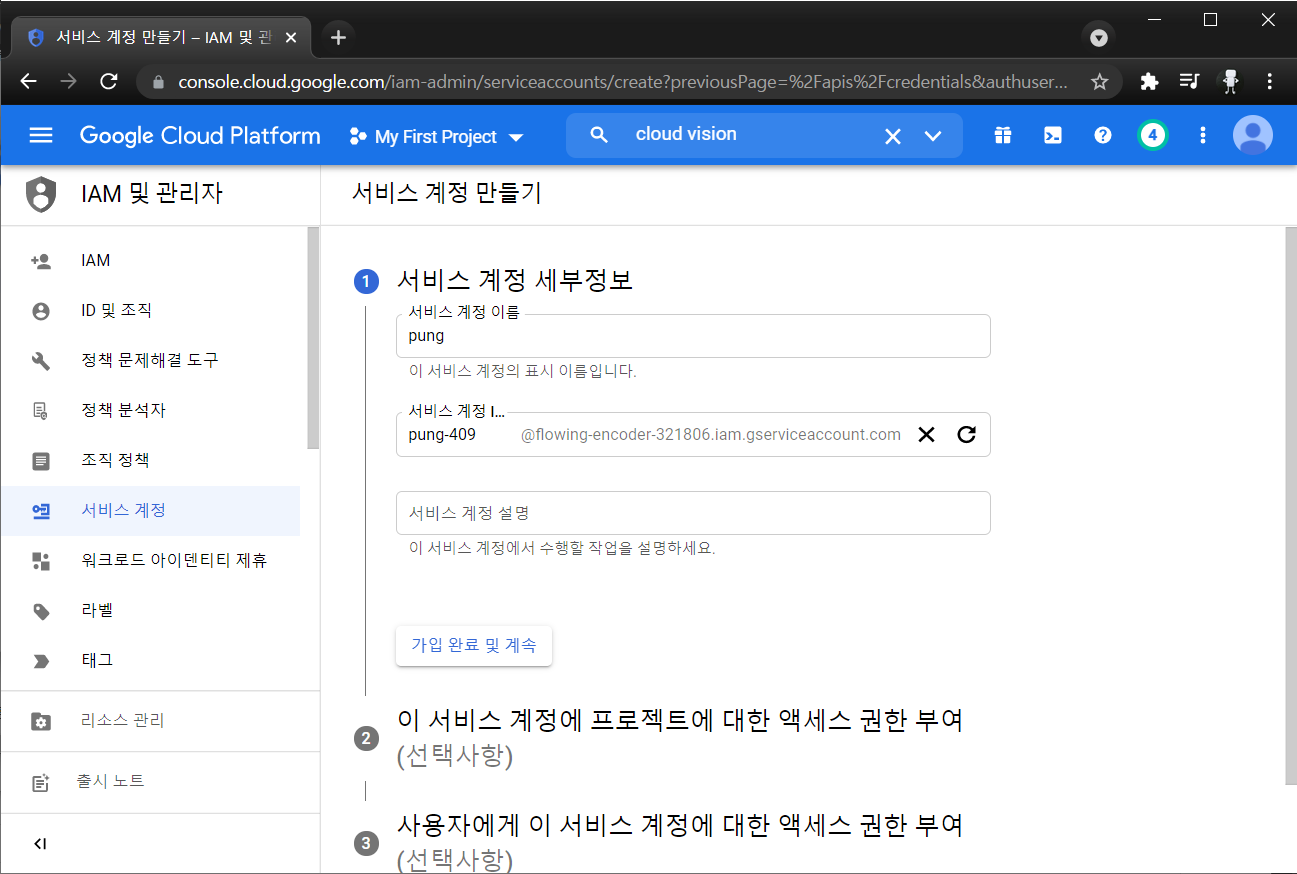 서비스 계정 만들기 – IAM 및 관
console.cloud.google.com/iam-admin/serviceaccounts/create?previousPage=%2Fapis%2Fcredentials&authuser...
Google Cloud Platform
My First Project
cloud vision
4
IAM 및 관리자
서비스 계정 만들기
IAM
ID 및 조직
정책 문제해결 도구
정책 분석자
조직 정책
서비스 계정
워크로드 아이덴티티 제휴
라벨
태그
리소스 관리
출시 노트
1 서비스 계정 세부정보
서비스 계정 이름
pung
이 서비스 계정의 표시 이름입니다.
서비스 계정 I...
pung-409 @flowing-encoder-321806.iam.gserviceaccount.com
서비스 계정 설명
이 서비스 계정에서 수행할 작업을 설명하세요.
가입 완료 및 계속
2 이 서비스 계정에 프로젝트에 대한 액세스 권한 부여
(선택사항)
3 사용자에게 이 서비스 계정에 대한 액세스 권한 부여
(선택사항)